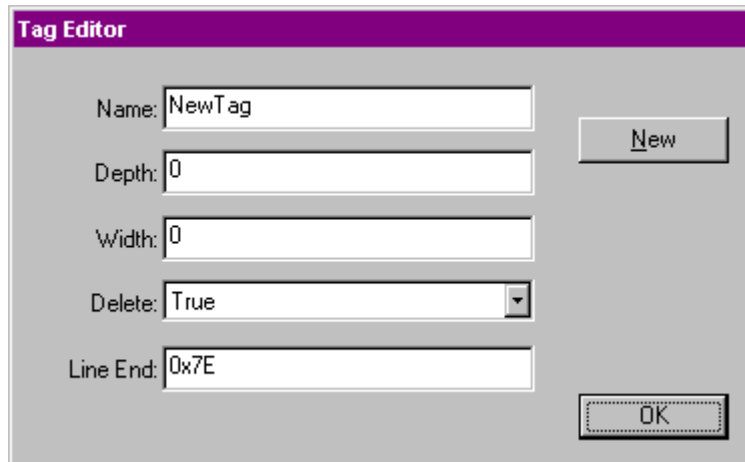 Tag Editor
Name: NewTag
New
Depth: 0
Width: 0
Delete: True
Line End: 0x7E
OK